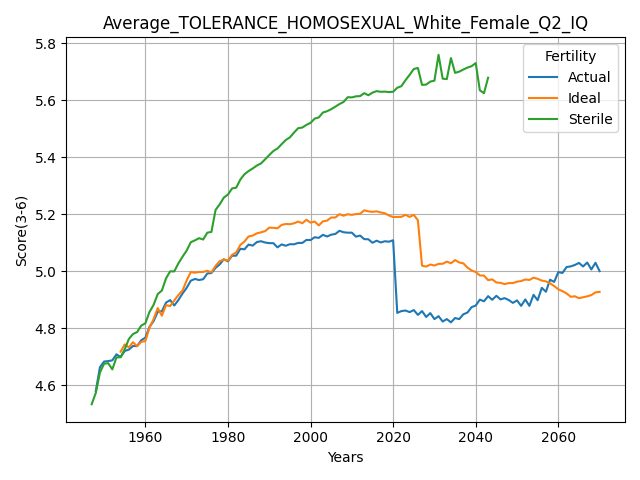 Average_TOLERANCE_HOMOSEXUAL_White_Female_Q2_IQ
Fertility
Actual
Ideal
Sterile
Score(3-6)
5.8
5.6
5.4
5.2
5.0
4.8
4.6
1960 1980 2000 2020 2040 2060
Years